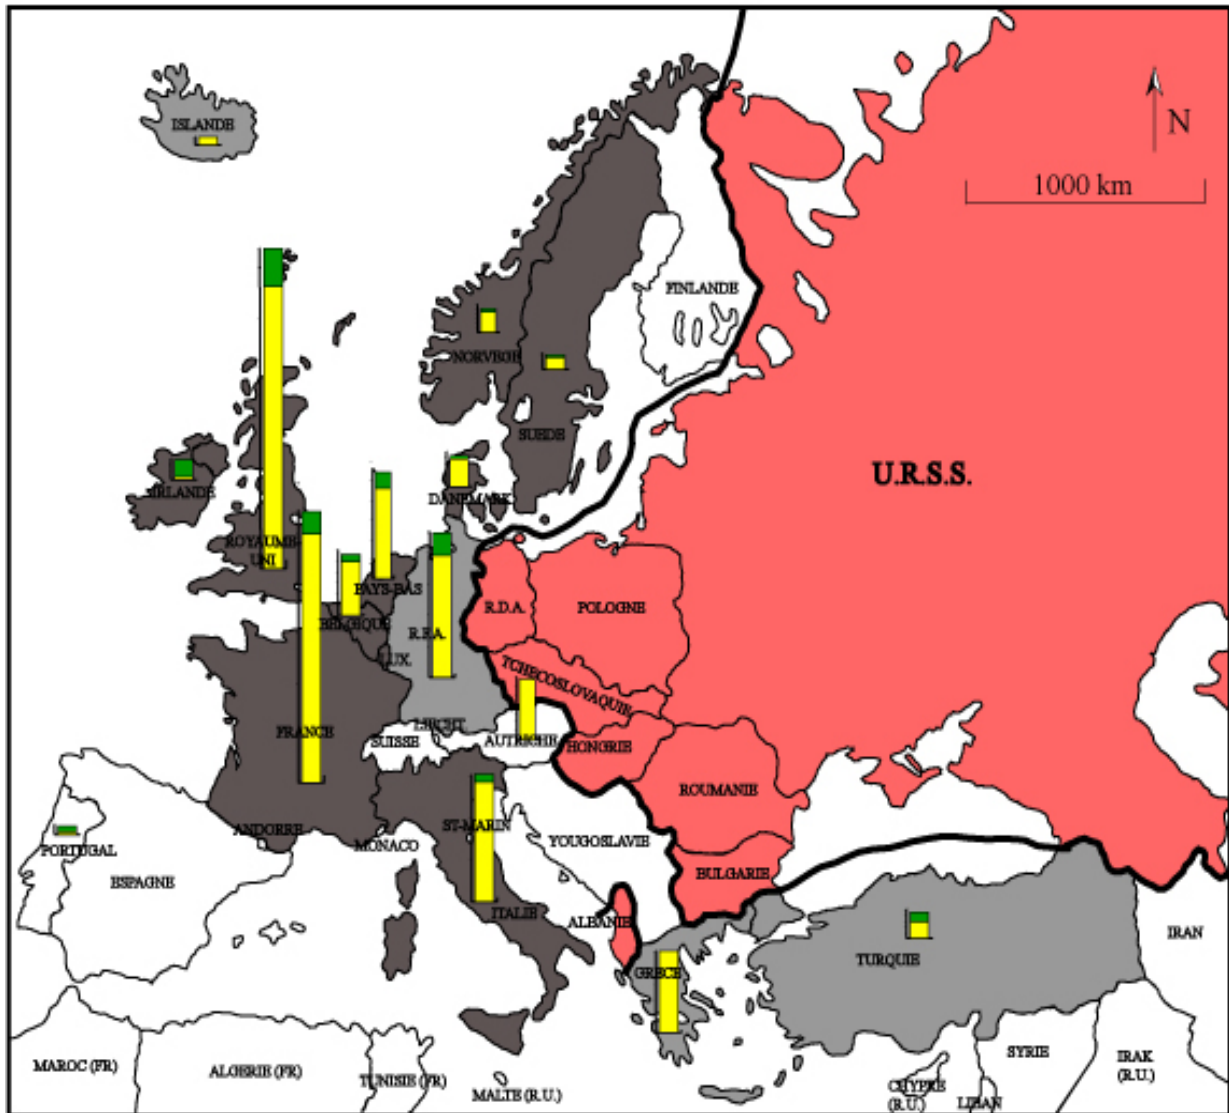 ISLANDE
N
1000 km
FINLANDE
NORVEGE
SUEDE
U.R.S.S.
IRLANDE
DANEMARK
ROYAUME-
UNI
PAYS-BAS
R.D.A.
POLOGNE
BELGIQUE
R.F.A.
LUX.
TCHECOSLOVAQUIE
LIECHT.
FRANCE
SUISSE
AUTRICHE
HONGRIE
ROUMANIE
ST-MARIN
ANDORRE
MONACO
YOUGOSLAVIE
PORTUGAL
ESPAGNE
BULGARIE
ITALIE
ALBANIE
IRAN
GRECE
TURQUIE
MAROC (FR)
ALGERIE (FR)
TUNISIE (FR)
MALTE (R.U.)
SYRIE
IRAK
(R.U.)
CHYPRE
(R.U.)
LIBAN